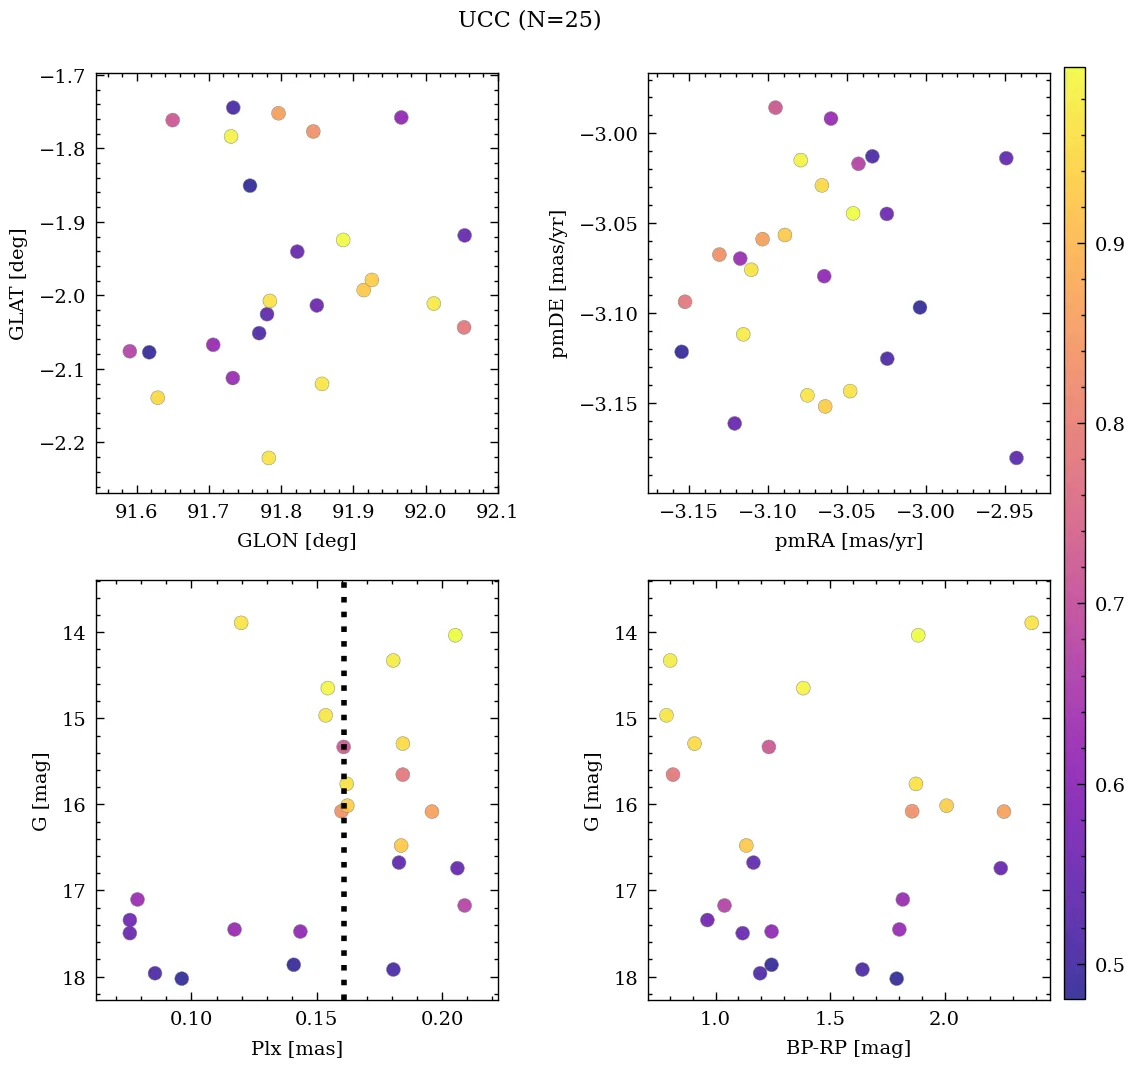 UCC (N=25)
−1.7
−1.8
−1.9
−2.0
−2.1
−2.2
GLAT [deg]
91.6 91.7 91.8 91.9 92.0 92.1
GLON [deg]
−3.00
−3.05
−3.10
−3.15
pmDE [mas/yr]
−3.15 −3.10 −3.05 −3.00 −2.95
pmRA [mas/yr]
14
15
16
17
18
G [mag]
0.10 0.15 0.20
Plx [mas]
14
15
16
17
18
G [mag]
1.0 1.5 2.0
BP-RP [mag]
0.9
0.8
0.7
0.6
0.5